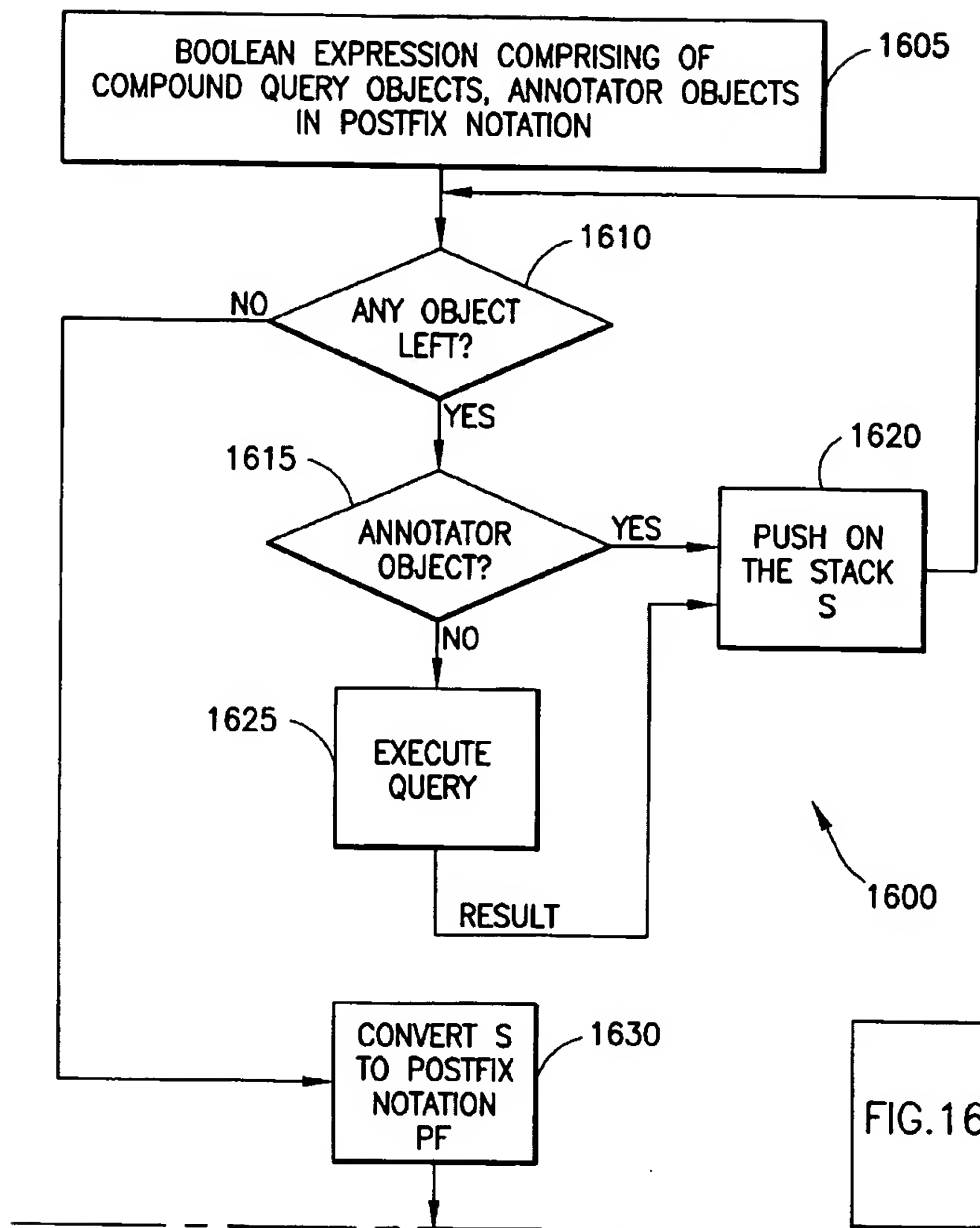 BOOLEAN EXPRESSION COMPRISING OF
COMPOUND QUERY OBJECTS, ANNOTATOR OBJECTS
IN POSTFIX NOTATION
1605
1610
NO
ANY OBJECT
LEFT?
YES
1615
1620
ANNOTATOR
OBJECT?
YES
PUSH ON
THE STACK
S
NO
1625
EXECUTE
QUERY
RESULT
1600
CONVERT S
TO POSTFIX
NOTATION
PF
1630
FIG.16